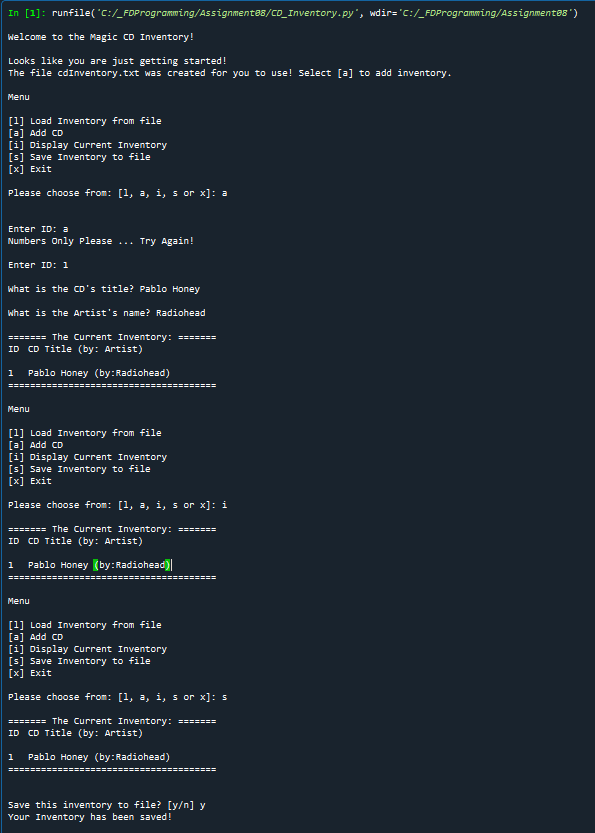 In [1]: runfile('C:/_FDProgramming/Assignment08/CD_Inventory.py', wdir='C:/_FDProgramming/Assignment08')
Welcome to the Magic CD Inventory!
Looks like you are just getting started!
The file cdInventory.txt was created for you to use! Select [a] to add inventory.
Menu
[l] Load Inventory from file
[a] Add CD
[i] Display Current Inventory
[s] Save Inventory to file
[x] Exit
Please choose from: [l, a, i, s or x]: a
Enter ID: a
Numbers Only Please ... Try Again!
Enter ID: 1
What is the CD's title? Pablo Honey
What is the Artist's name? Radiohead
======= The Current Inventory: =======
ID CD Title (by: Artist)
1 Pablo Honey (by:Radiohead)
======================================
Menu
[l] Load Inventory from file
[a] Add CD
[i] Display Current Inventory
[s] Save Inventory to file
[x] Exit
Please choose from: [l, a, i, s or x]: i
======= The Current Inventory: =======
ID CD Title (by: Artist)
1 Pablo Honey (by:Radiohead)
======================================
Menu
[l] Load Inventory from file
[a] Add CD
[i] Display Current Inventory
[s] Save Inventory to file
[x] Exit
Please choose from: [l, a, i, s or x]: s
======= The Current Inventory: =======
ID CD Title (by: Artist)
1 Pablo Honey (by:Radiohead)
======================================
Save this inventory to file? [y/n] y
Your Inventory has been saved!